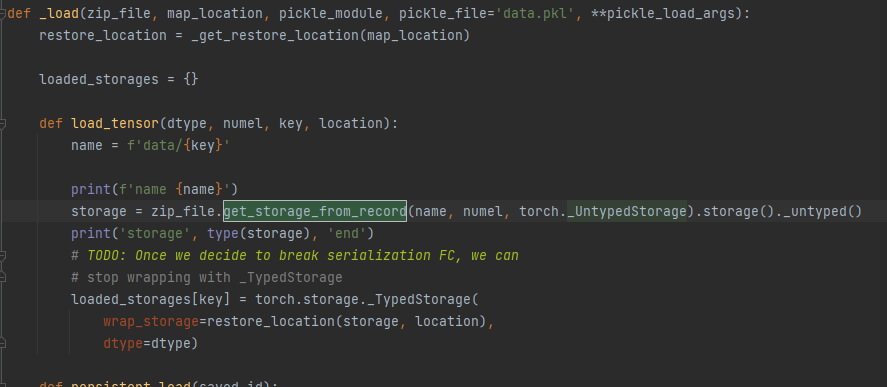 def _load(zip_file, map_location, pickle_module, pickle_file='data.pkl', **pickle_load_args):
    restore_location = _get_restore_location(map_location)

    loaded_storages = {}

    def load_tensor(dtype, numel, key, location):
        name = f'data/{key}'

        print(f'name {name}')
        storage = zip_file.get_storage_from_record(name, numel, torch._UntypedStorage).storage()._untyped()
        print('storage', type(storage), 'end')
        # TODO: Once we decide to break serialization FC, we can
        # stop wrapping with _TypedStorage
        loaded_storages[key] = torch.storage._TypedStorage(
            wrap_storage=restore_location(storage, location),
            dtype=dtype)

    def persistent_load(saved_id):